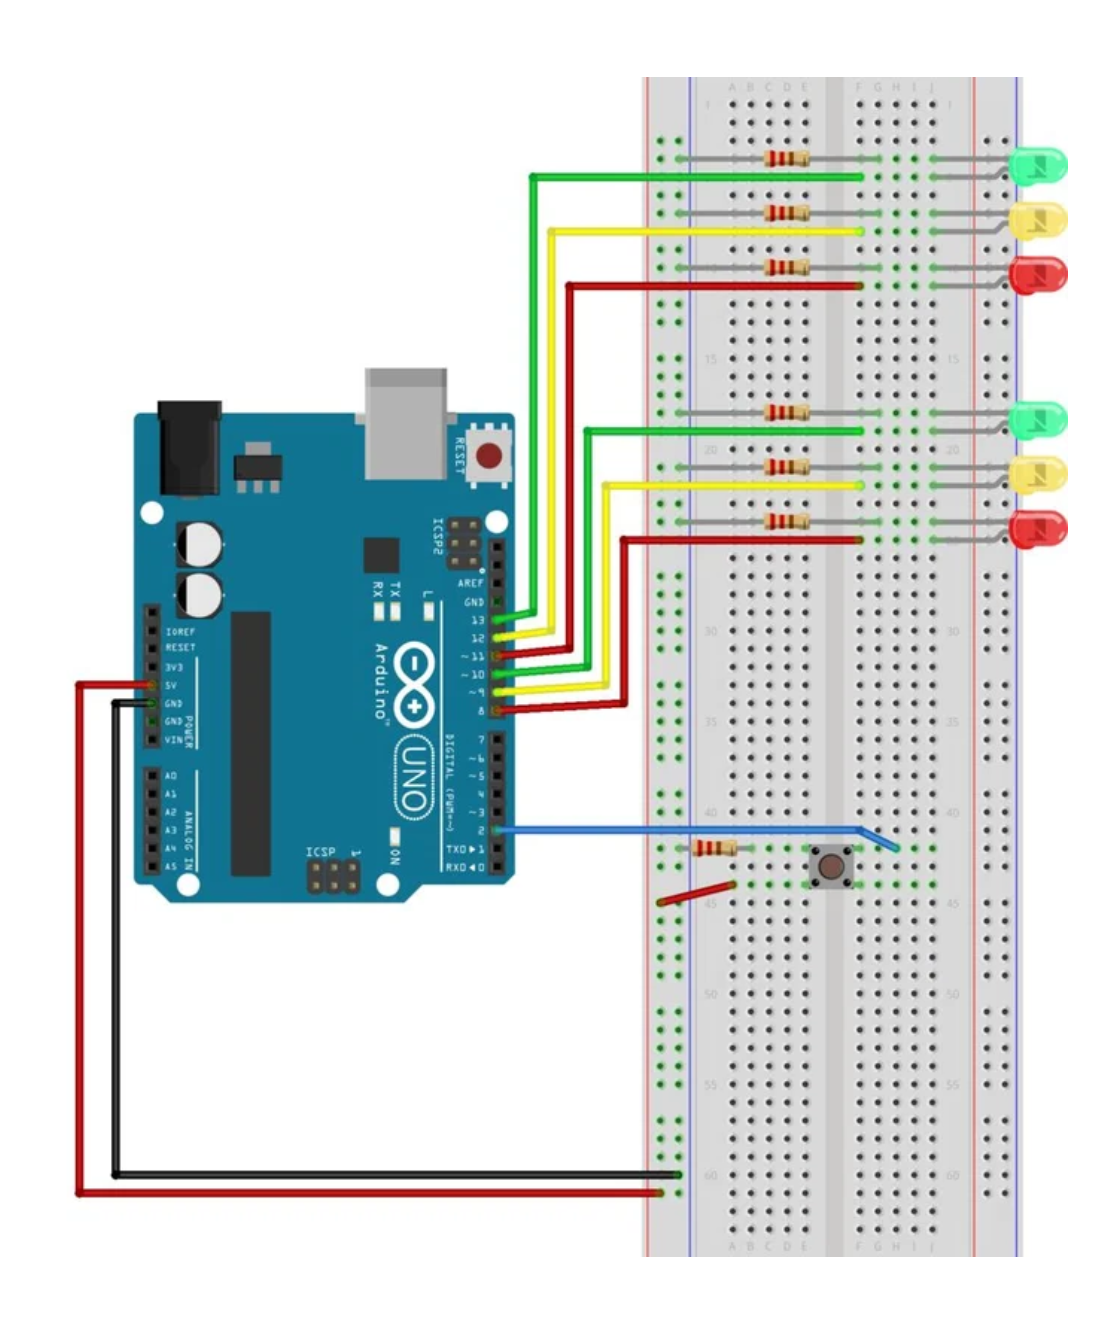 A B C D E F G H I J
1 1
15 15
20 20
30 30
35 35
40 40
45 45
50 50
55 55
60 60
A B C D E F G H I J
RESET
ICSP2
AREF
GND
13
12
~11
~10
~9
8
7
~6
~5
4
~3
2
TXD▶1
RXD◀0
DIGITAL (PWM=~)
RX
TX
L
Arduino™
UNO
ON
ICSP
1
IOREF
RESET
3V3
5V
GND
GND
VIN
POWER
A0
A1
A2
A3
A4
A5
ANALOG IN